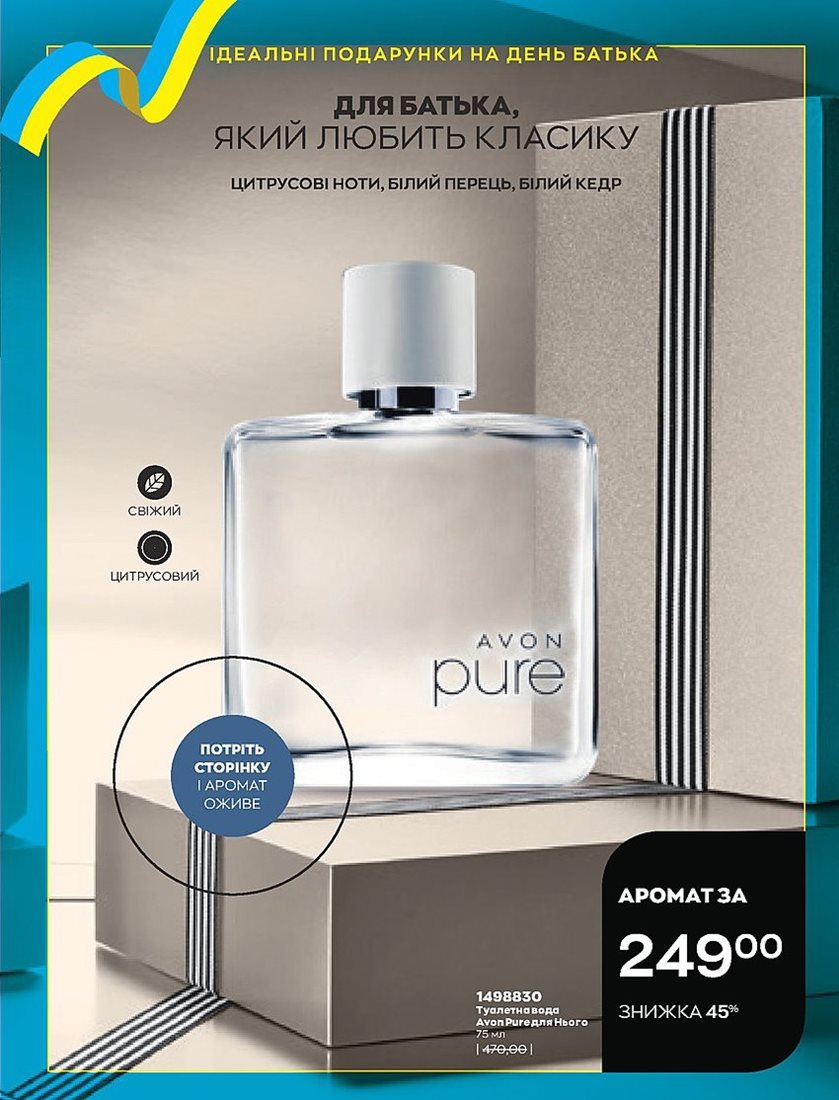 ІДЕАЛЬНІ ПОДАРУНКИ НА ДЕНЬ БАТЬКА
ДЛЯ БАТЬКА,
ЯКИЙ ЛЮБИТЬ КЛАСИКУ
ЦИТРУСОВІ НОТИ, БІЛИЙ ПЕРЕЦЬ, БІЛИЙ КЕДР
СВІЖИЙ
ЦИТРУСОВИЙ
AVON
pure
ПОТРІТЬ
СТОРІНКУ
І АРОМАТ
ОЖИВЕ
АРОМАТ ЗА
249⁰⁰
ЗНИЖКА 45%
1498830
Туалетна вода
Avon Pure для Нього
75 мл
| 470,00 |